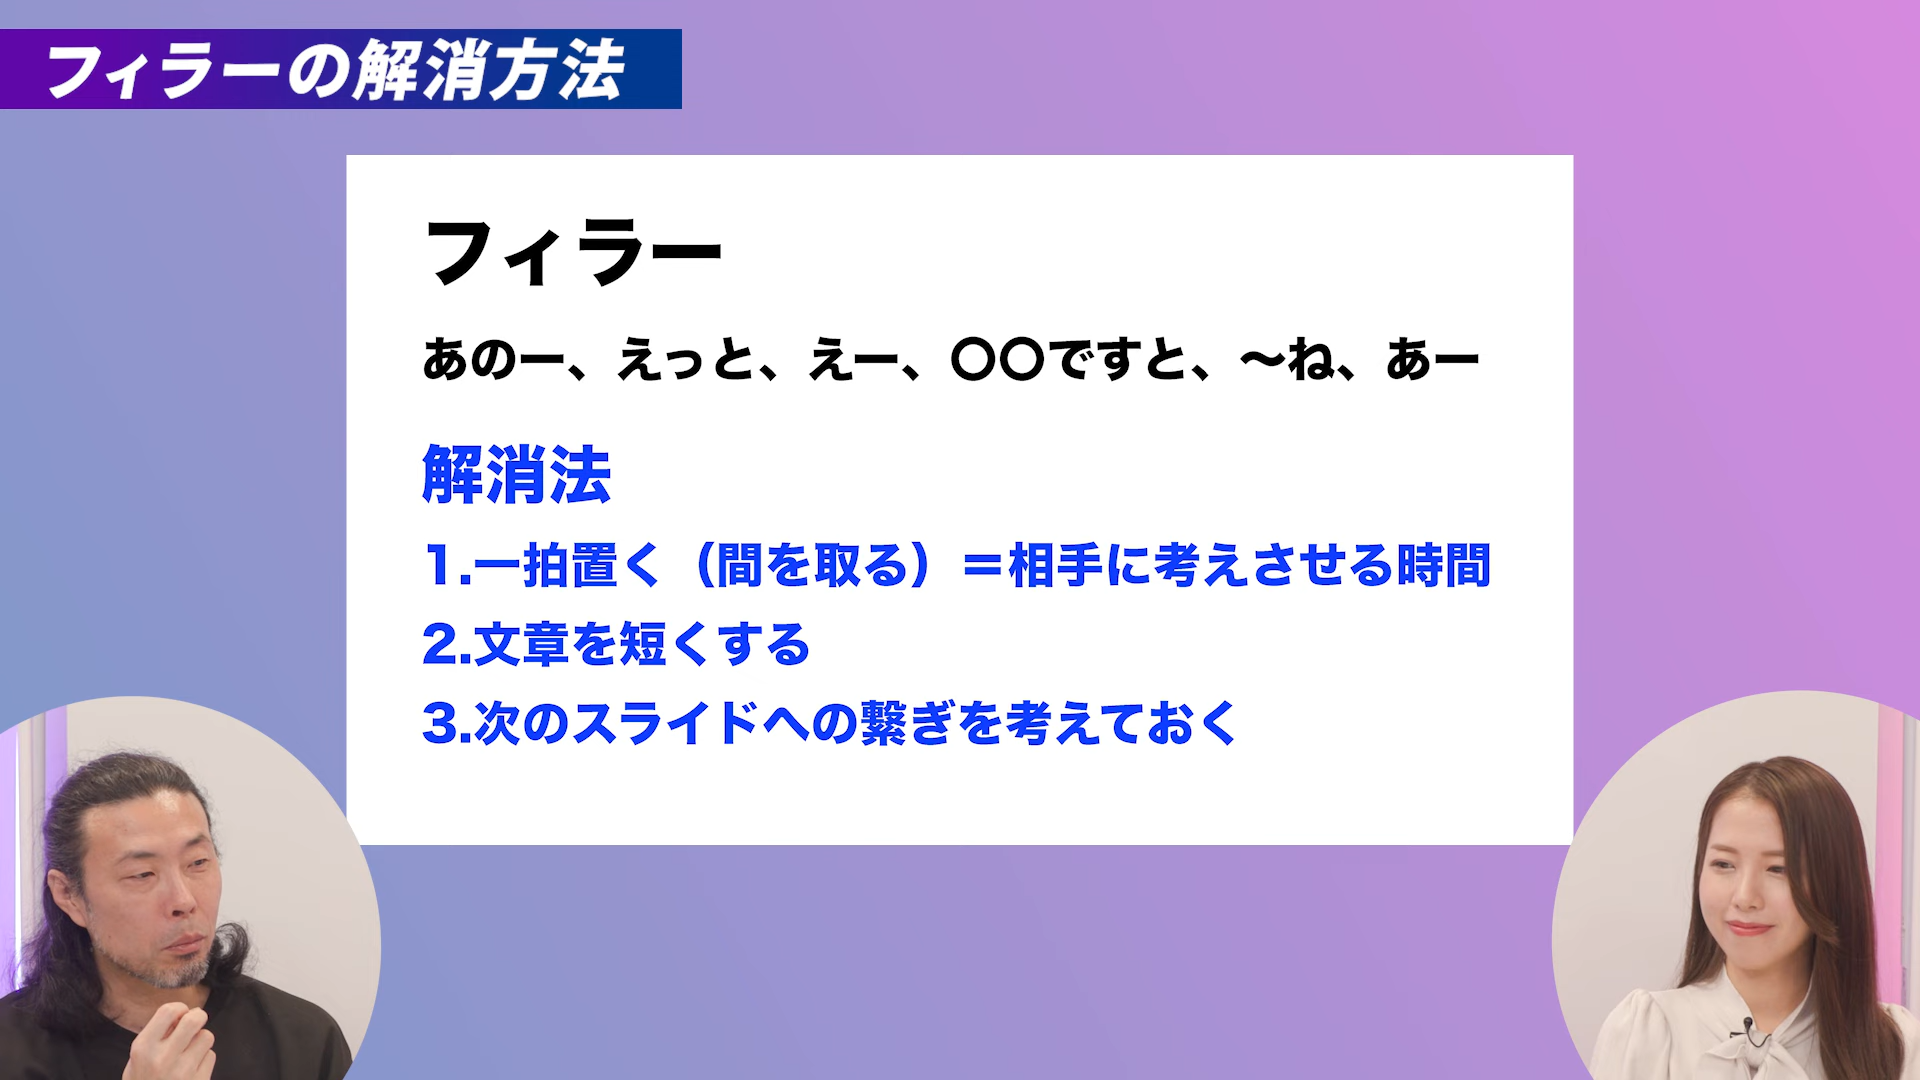 フィラーの解消方法
フィラー
あのー、えっと、えー、〇〇ですと、〜ね、あー
解消法
1.一拍置く（間を取る）＝相手に考えさせる時間
2.文章を短くする
3.次のスライドへの繋ぎを考えておく